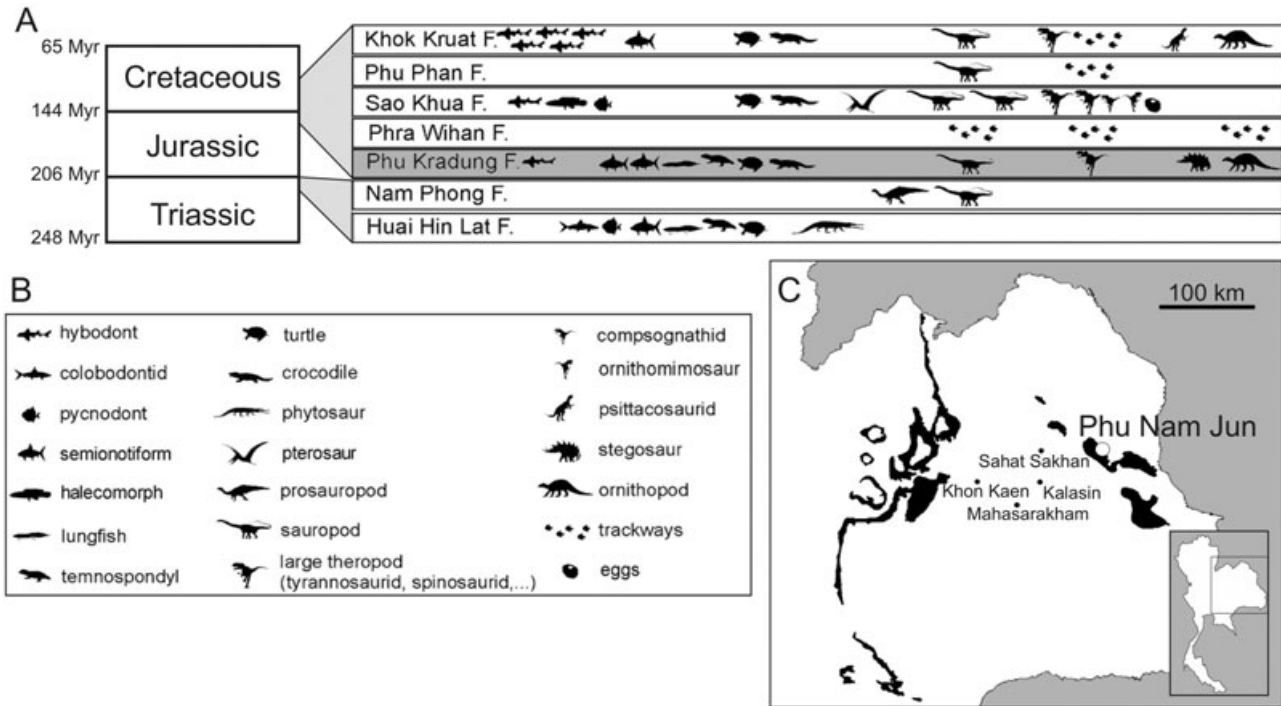 A
65 Myr
Cretaceous
144 Myr
Jurassic
206 Myr
Triassic
248 Myr
Khok Kruat F.
Phu Phan F.
Sao Khua F.
Phra Wihan F.
Phu Kradung F.
Nam Phong F.
Huai Hin Lat F.
B
hybodont
colobodontid
pycnodont
semionotiform
halecomorph
lungfish
temnospondyl
turtle
crocodile
phytosaur
pterosaur
prosauropod
sauropod
large theropod
(tyrannosaurid, spinosaurid,...)
compsognathid
ornithomimosaur
psittacosaurid
stegosaur
ornithopod
trackways
eggs
C
100 km
Phu Nam Jun
Sahat Sakhan
Khon Kaen
Kalasin
Mahasarakham